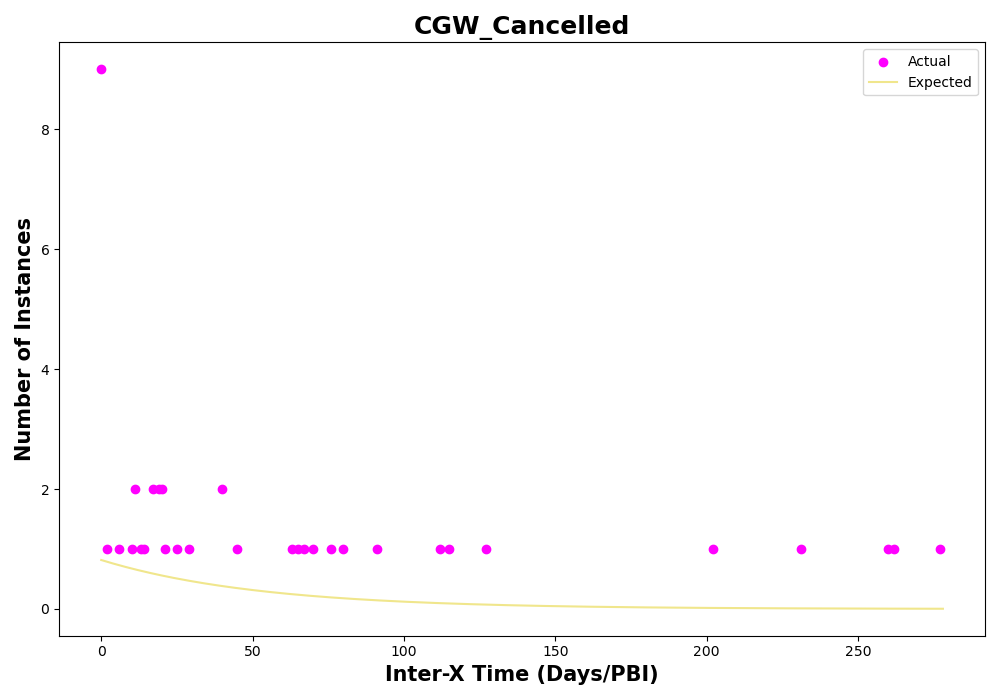 CGW_Cancelled
Actual
Expected
Number of Instances
8
6
4
2
0
0 50 100 150 200 250
Inter-X Time (Days/PBI)